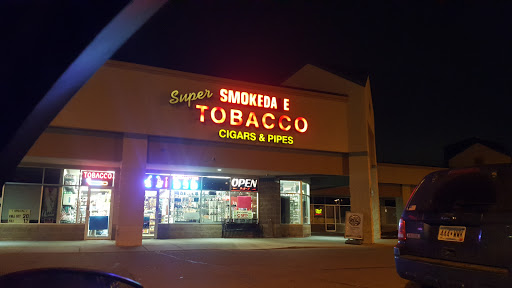 Super SMOKEDA E
TOBACCO
CIGARS & PIPES
TOBACCO
OPEN